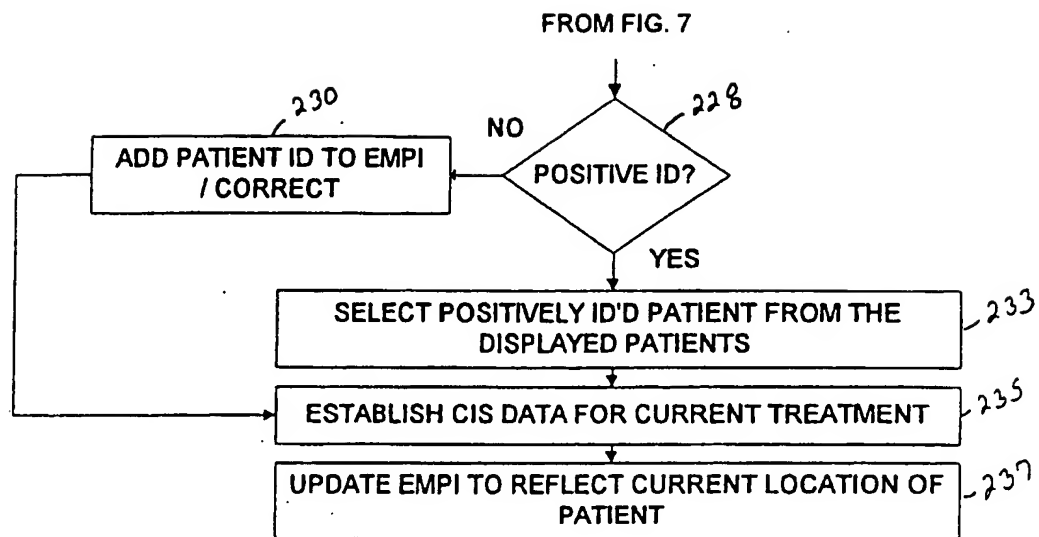 FROM FIG. 7
228
230
NO
ADD PATIENT ID TO EMPI
/ CORRECT
POSITIVE ID?
YES
SELECT POSITIVELY ID'D PATIENT FROM THE
DISPLAYED PATIENTS
233
ESTABLISH CIS DATA FOR CURRENT TREATMENT
235
UPDATE EMPI TO REFLECT CURRENT LOCATION OF
PATIENT
237